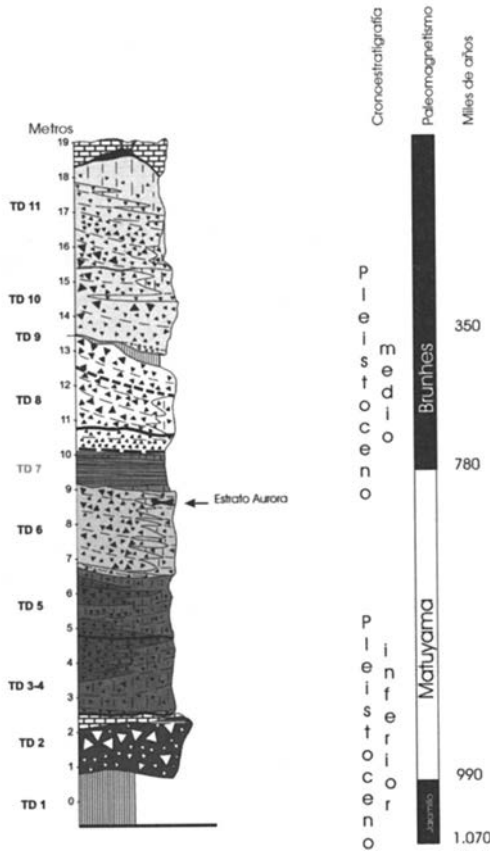 Cronoestratigrafía
Paleomagnetismo
Miles de años
Metros
19
18
TD 11
17
16
15
TD 10
14
TD 9
13
12
TD 8
11
10
TD 7
9
Estrato Aurora
8
TD 6
7
6
TD 5
5
4
TD 3-4
3
2
TD 2
1
TD 1
0
Pleistoceno
medio
Pleistoceno
inferior
Brunhes
Matuyama
Jaramillo
350
780
990
1.070